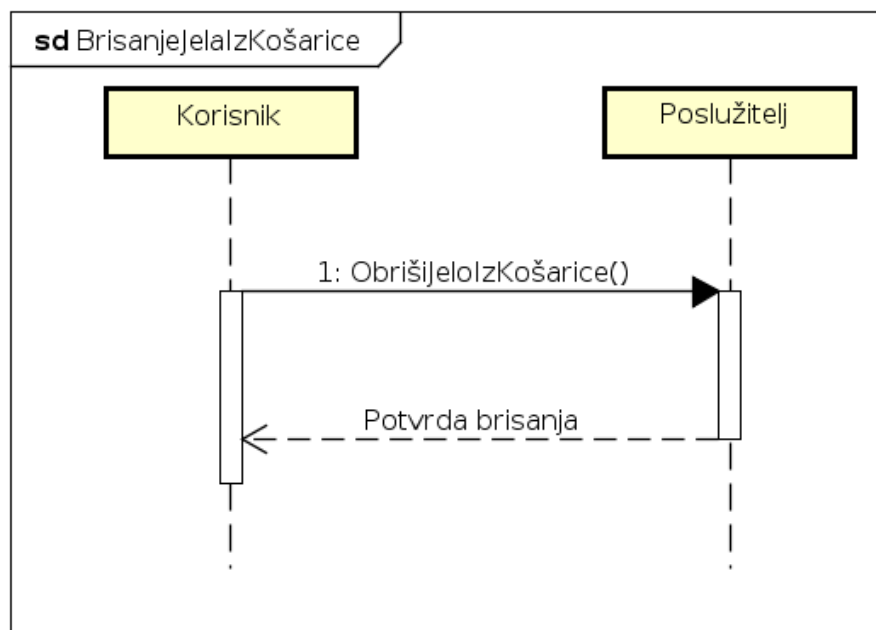 sd BrisanjeJelaIzKošarice
Korisnik
Poslužitelj
1: ObrišiJeloIzKošarice()
Potvrda brisanja